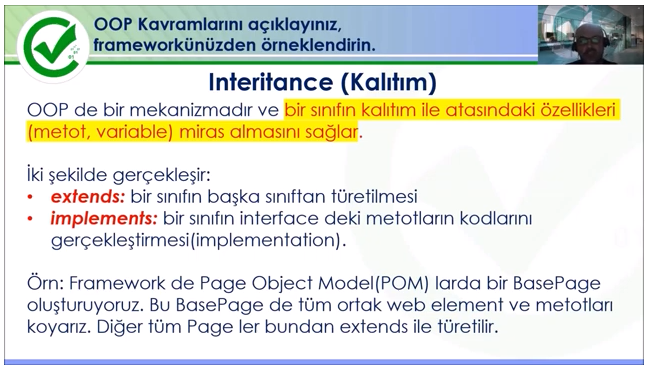 OOP Kavramlarını açıklayınız,
frameworkünüzden örneklendirin.
Interitance (Kalıtım)
OOP de bir mekanizmadır ve bir sınıfın kalıtım ile atasındaki özellikleri
(metot, variable) miras almasını sağlar.
İki şekilde gerçekleşir:
• extends: bir sınıfın başka sınıftan türetilmesi
• implements: bir sınıfın interface deki metotların kodlarını
gerçekleştirmesi(implementation).
Örn: Framework de Page Object Model(POM) larda bir BasePage
oluşturuyoruz. Bu BasePage de tüm ortak web element ve metotları
koyarız. Diğer tüm Page ler bundan extends ile türetilir.